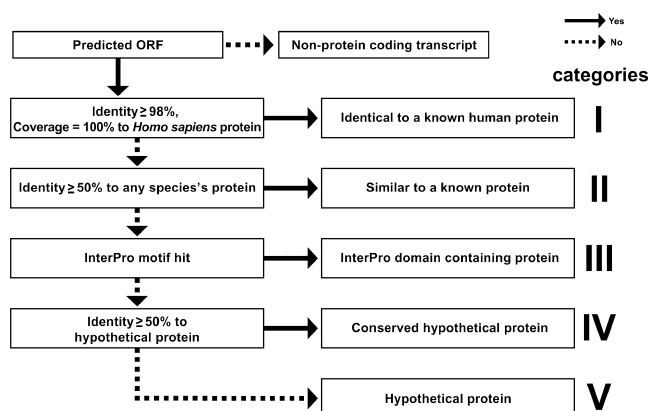 Yes
No
categories
Predicted ORF
Non-protein coding transcript
Identity ≥ 98%,
Coverage = 100% to Homo sapiens protein
Identical to a known human protein
I
Identity ≥ 50% to any species's protein
Similar to a known protein
II
InterPro motif hit
InterPro domain containing protein
III
Identity ≥ 50% to
hypothetical protein
Conserved hypothetical protein
IV
Hypothetical protein
V